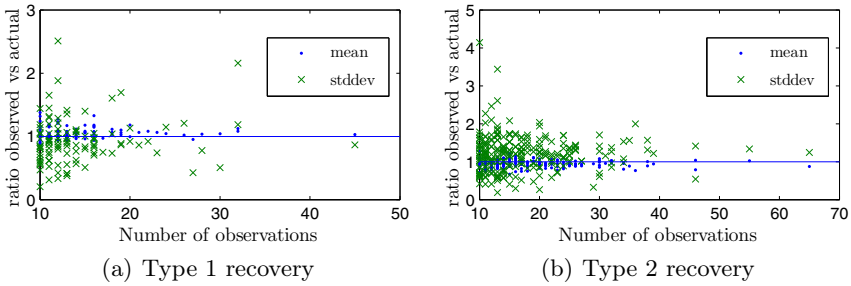 3
2
1
0
10
20
30
40
50
ratio observed vs actual
Number of observations
mean
stddev
(a) Type 1 recovery
5
4
3
2
1
0
10
20
30
40
50
60
70
ratio observed vs actual
Number of observations
mean
stddev
(b) Type 2 recovery